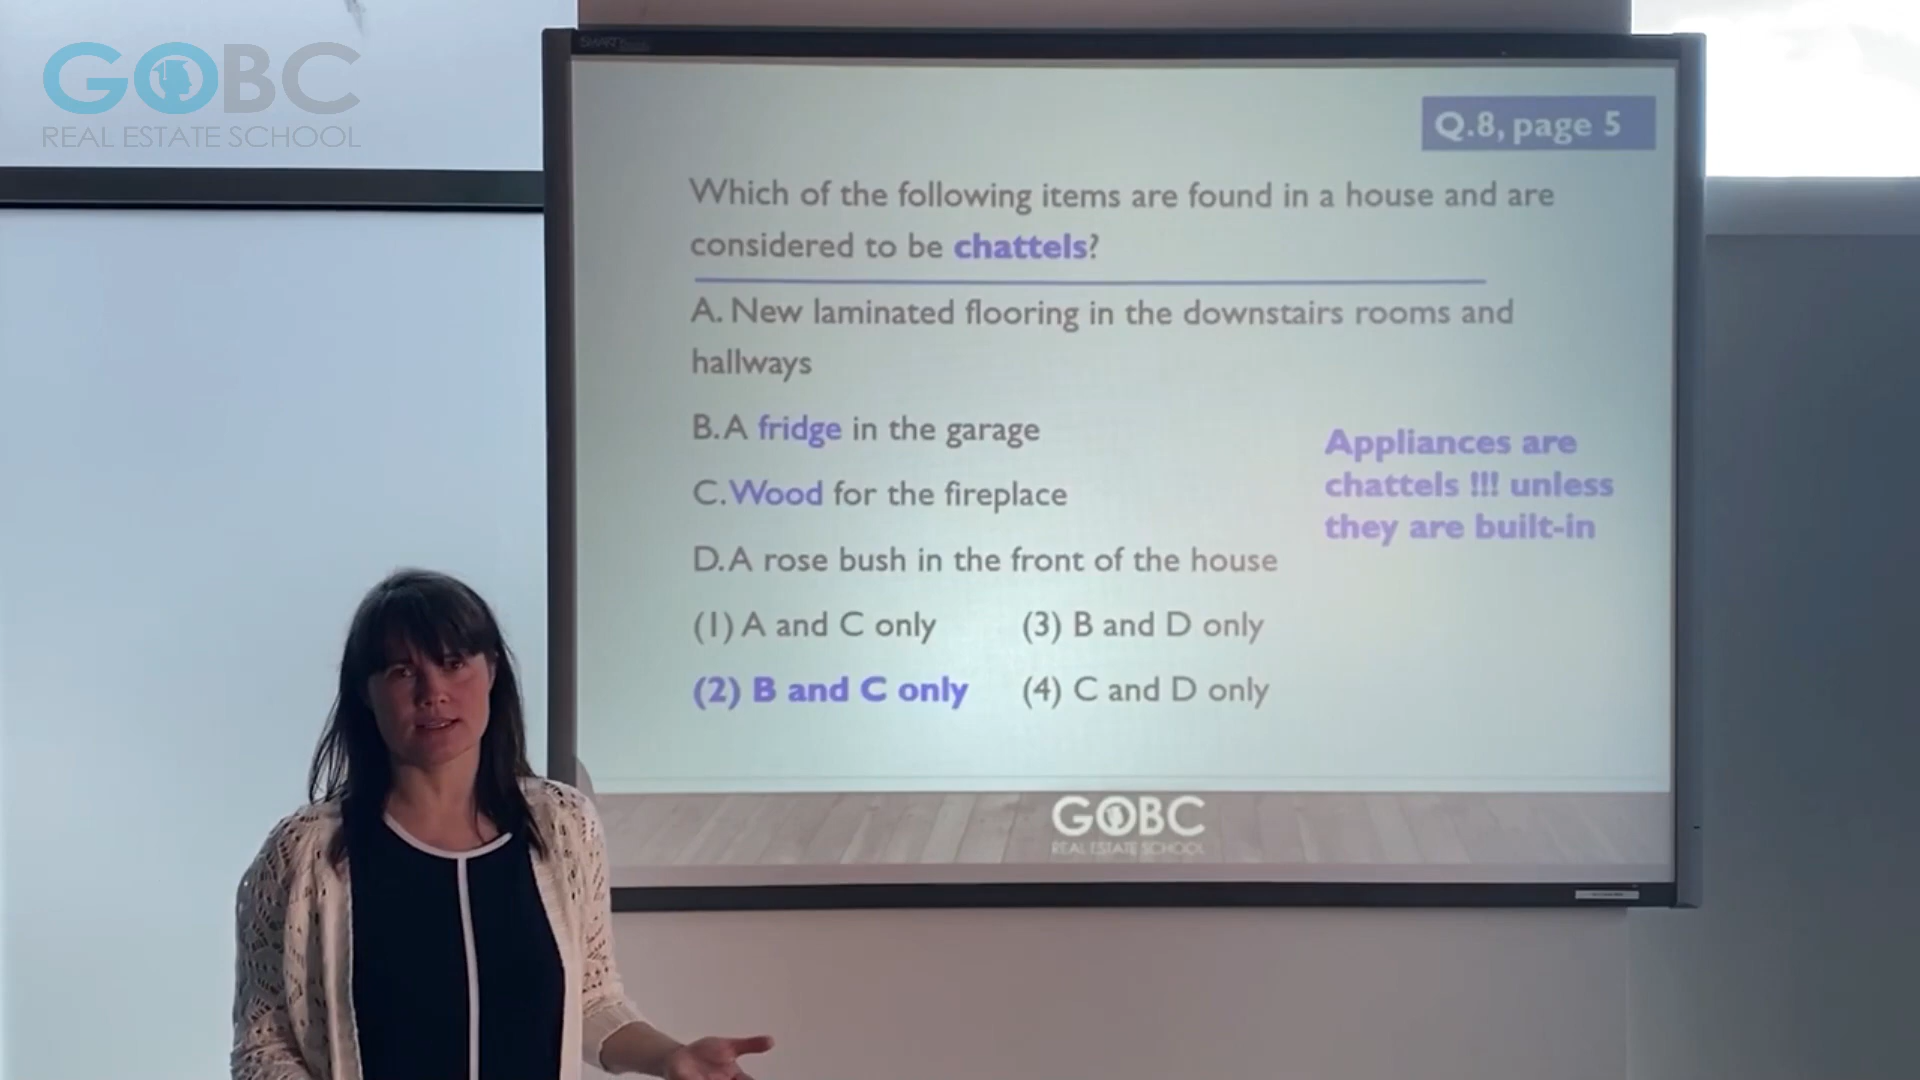 GOBC
REAL ESTATE SCHOOL
SMART
Q.8, page 5
Which of the following items are found in a house and are
considered to be chattels?
A. New laminated flooring in the downstairs rooms and
hallways
B. A fridge in the garage
C. Wood for the fireplace
D. A rose bush in the front of the house
Appliances are
chattels !!! unless
they are built-in
(1) A and C only
(3) B and D only
(2) B and C only
(4) C and D only
GOBC
REAL ESTATE SCHOOL